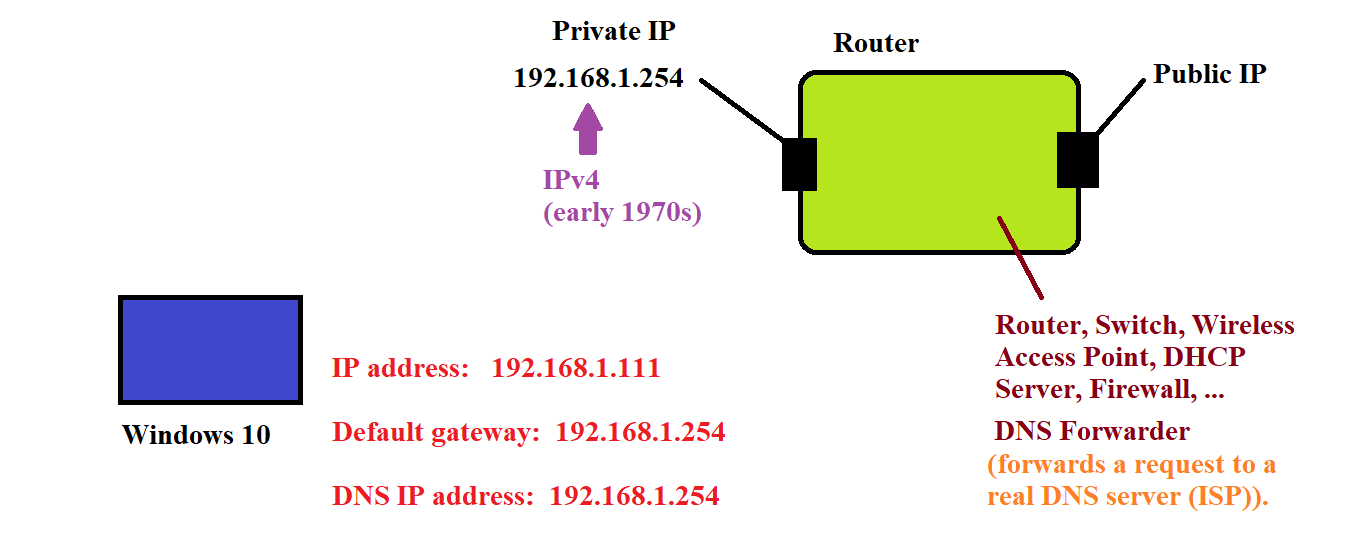 Private IP
192.168.1.254
IPv4
(early 1970s)
Router
Public IP
Windows 10
IP address: 192.168.1.111
Default gateway: 192.168.1.254
DNS IP address: 192.168.1.254
Router, Switch, Wireless
Access Point, DHCP
Server, Firewall, ...
DNS Forwarder
(forwards a request to a
real DNS server (ISP)).